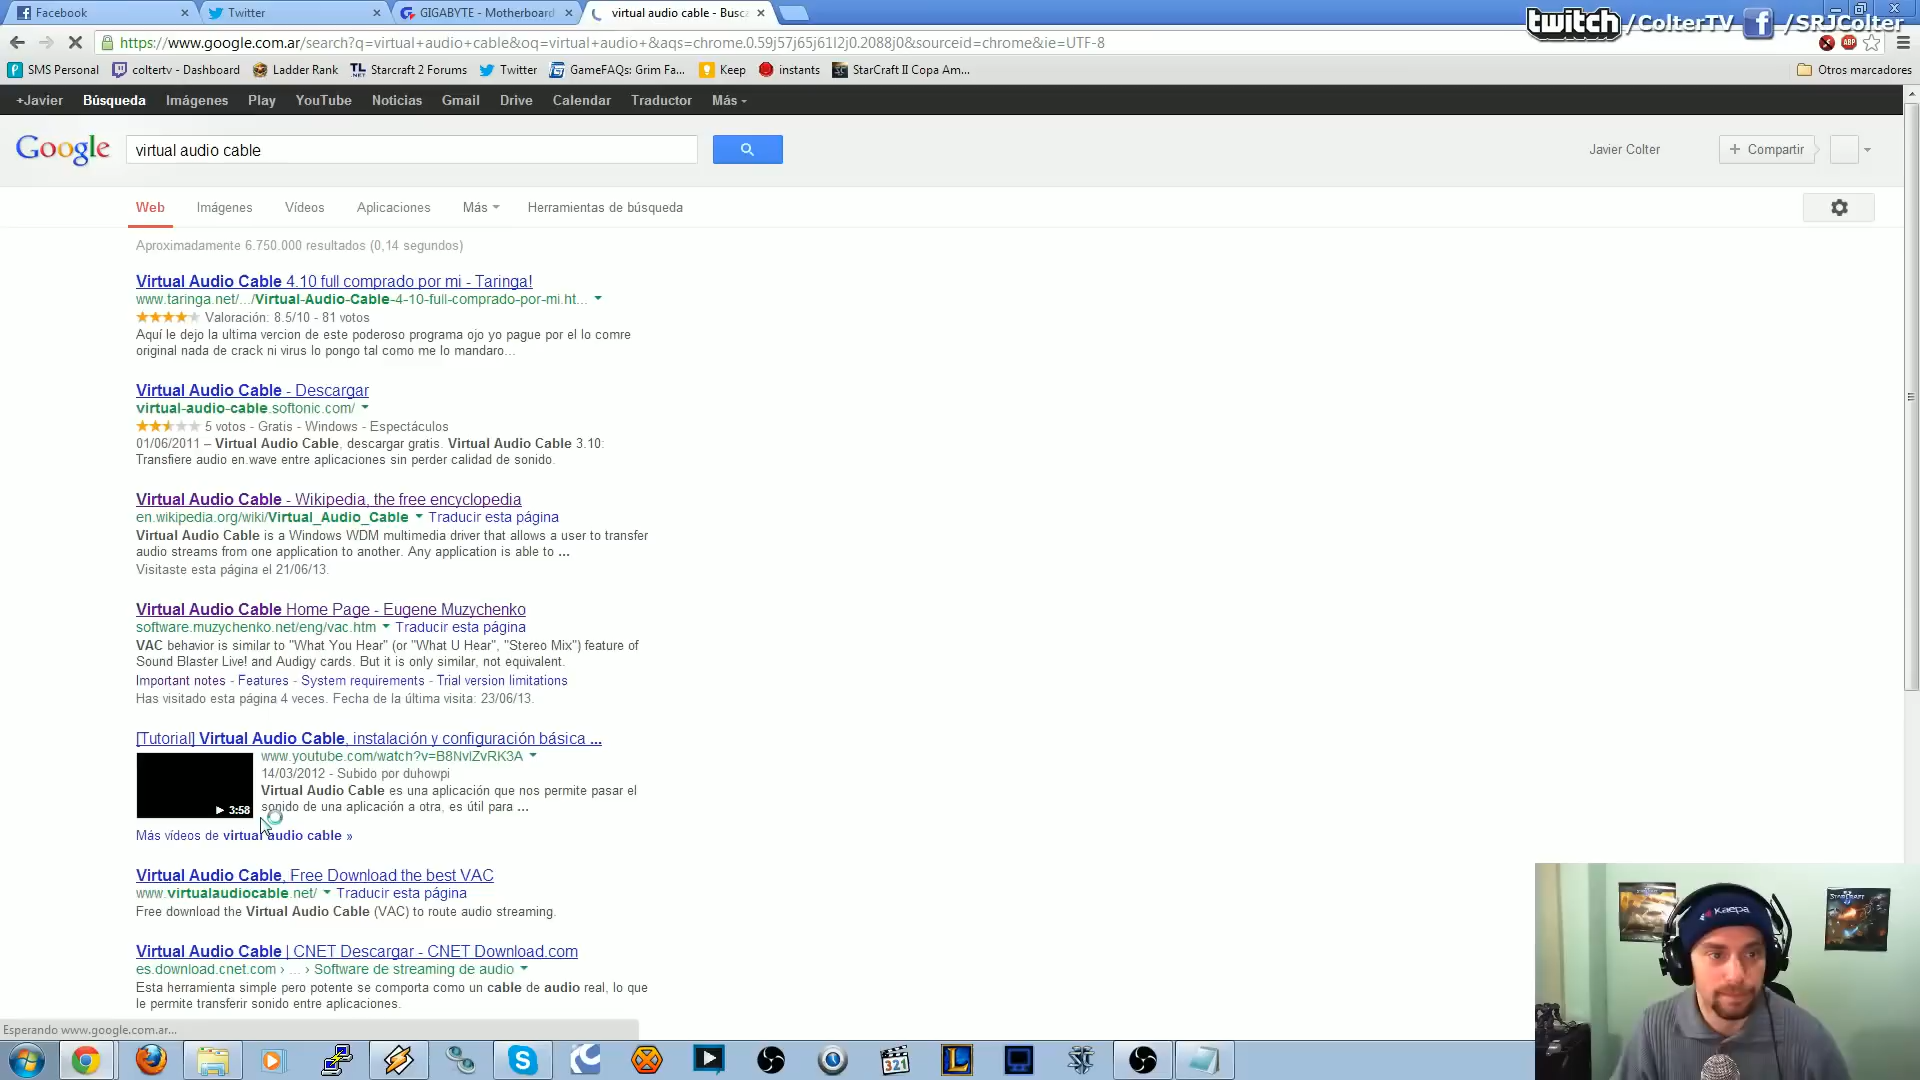 Facebook
Twitter
GIGABYTE - Motherboard
virtual audio cable - Busca
twitch/ColterTV f /SRJColter
https://www.google.com.ar/search?q=virtual+audio+cable&oq=virtual+audio+&aqs=chrome.0.59j57j65j61l2j0.2088j0&sourceid=chrome&ie=UTF-8
SMS Personal
coltertv - Dashboard
Ladder Rank
Starcraft 2 Forums
Twitter
GameFAQs: Grim Fa...
Keep
instants
StarCraft II Copa Am...
Otros marcadores
+Javier Búsqueda Imágenes Play YouTube Noticias Gmail Drive Calendar Traductor Más
Google
virtual audio cable
Javier Colter
+ Compartir
Web Imágenes Vídeos Aplicaciones Más Herramientas de búsqueda
Aproximadamente 6.750.000 resultados (0,14 segundos)
Virtual Audio Cable 4.10 full comprado por mi - Taringa!
www.taringa.net/.../Virtual-Audio-Cable-4-10-full-comprado-por-mi.ht...
Valoración: 8.5/10 - 81 votos
Aquí le dejo la ultima vercion de este poderoso programa ojo yo pague por el lo comre
original nada de crack ni virus lo pongo tal como me lo mandaro...
Virtual Audio Cable - Descargar
virtual-audio-cable.softonic.com/
5 votos - Gratis - Windows - Espectáculos
01/06/2011 – Virtual Audio Cable, descargar gratis. Virtual Audio Cable 3.10:
Transfiere audio en.wave entre aplicaciones sin perder calidad de sonido.
Virtual Audio Cable - Wikipedia, the free encyclopedia
en.wikipedia.org/wiki/Virtual_Audio_Cable Traducir esta página
Virtual Audio Cable is a Windows WDM multimedia driver that allows a user to transfer
audio streams from one application to another. Any application is able to ...
Visitaste esta página el 21/06/13.
Virtual Audio Cable Home Page - Eugene Muzychenko
software.muzychenko.net/eng/vac.htm Traducir esta página
VAC behavior is similar to "What You Hear" (or "What U Hear", "Stereo Mix") feature of
Sound Blaster Live! and Audigy cards. But it is only similar, not equivalent.
Important notes - Features - System requirements - Trial version limitations
Has visitado esta página 4 veces. Fecha de la última visita: 23/06/13.
[Tutorial] Virtual Audio Cable, instalación y configuración básica ...
www.youtube.com/watch?v=B8NvlZvRK3A
14/03/2012 - Subido por duhowpi
Virtual Audio Cable es una aplicación que nos permite pasar el
sonido de una aplicación a otra, es útil para ...
3:58
Más vídeos de virtual audio cable »
Virtual Audio Cable, Free Download the best VAC
www.virtualaudiocable.net/ Traducir esta página
Free download the Virtual Audio Cable (VAC) to route audio streaming.
Virtual Audio Cable | CNET Descargar - CNET Download.com
es.download.cnet.com › ... › Software de streaming de audio
Esta herramienta simple pero potente se comporta como un cable de audio real, lo que
le permite transferir sonido entre aplicaciones.
Esperando www.google.com.ar...
Kaepa
STARCRAFT
321